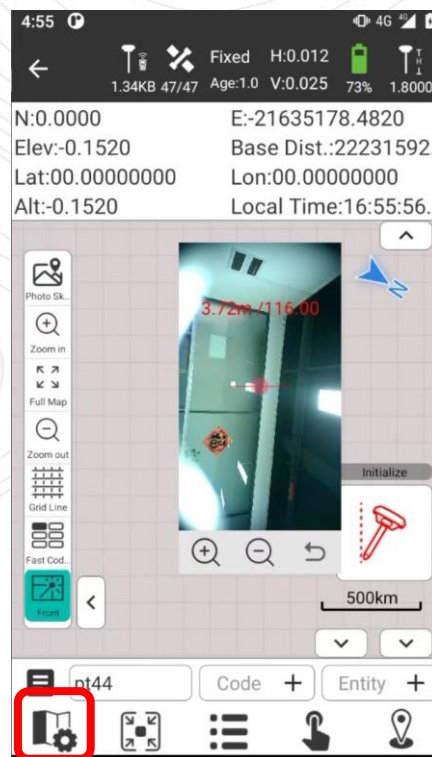 4:55
4G 4G
Fixed H:0.012
1.34KB 47/47 Age:1.0 V:0.025 73% 1.8000
N:0.0000 E:-21635178.4820
Elev:-0.1520 Base Dist.:22231592.
Lat:00.00000000 Lon:00.00000000
Alt:-0.1520 Local Time:16:55:56.
Photo Sk..
3.72m /116.00
N
Zoom in
Full Map
Zoom out
Initialize
Grid Line
Fast Cod..
Front
500km
pt44 Code + Entity +